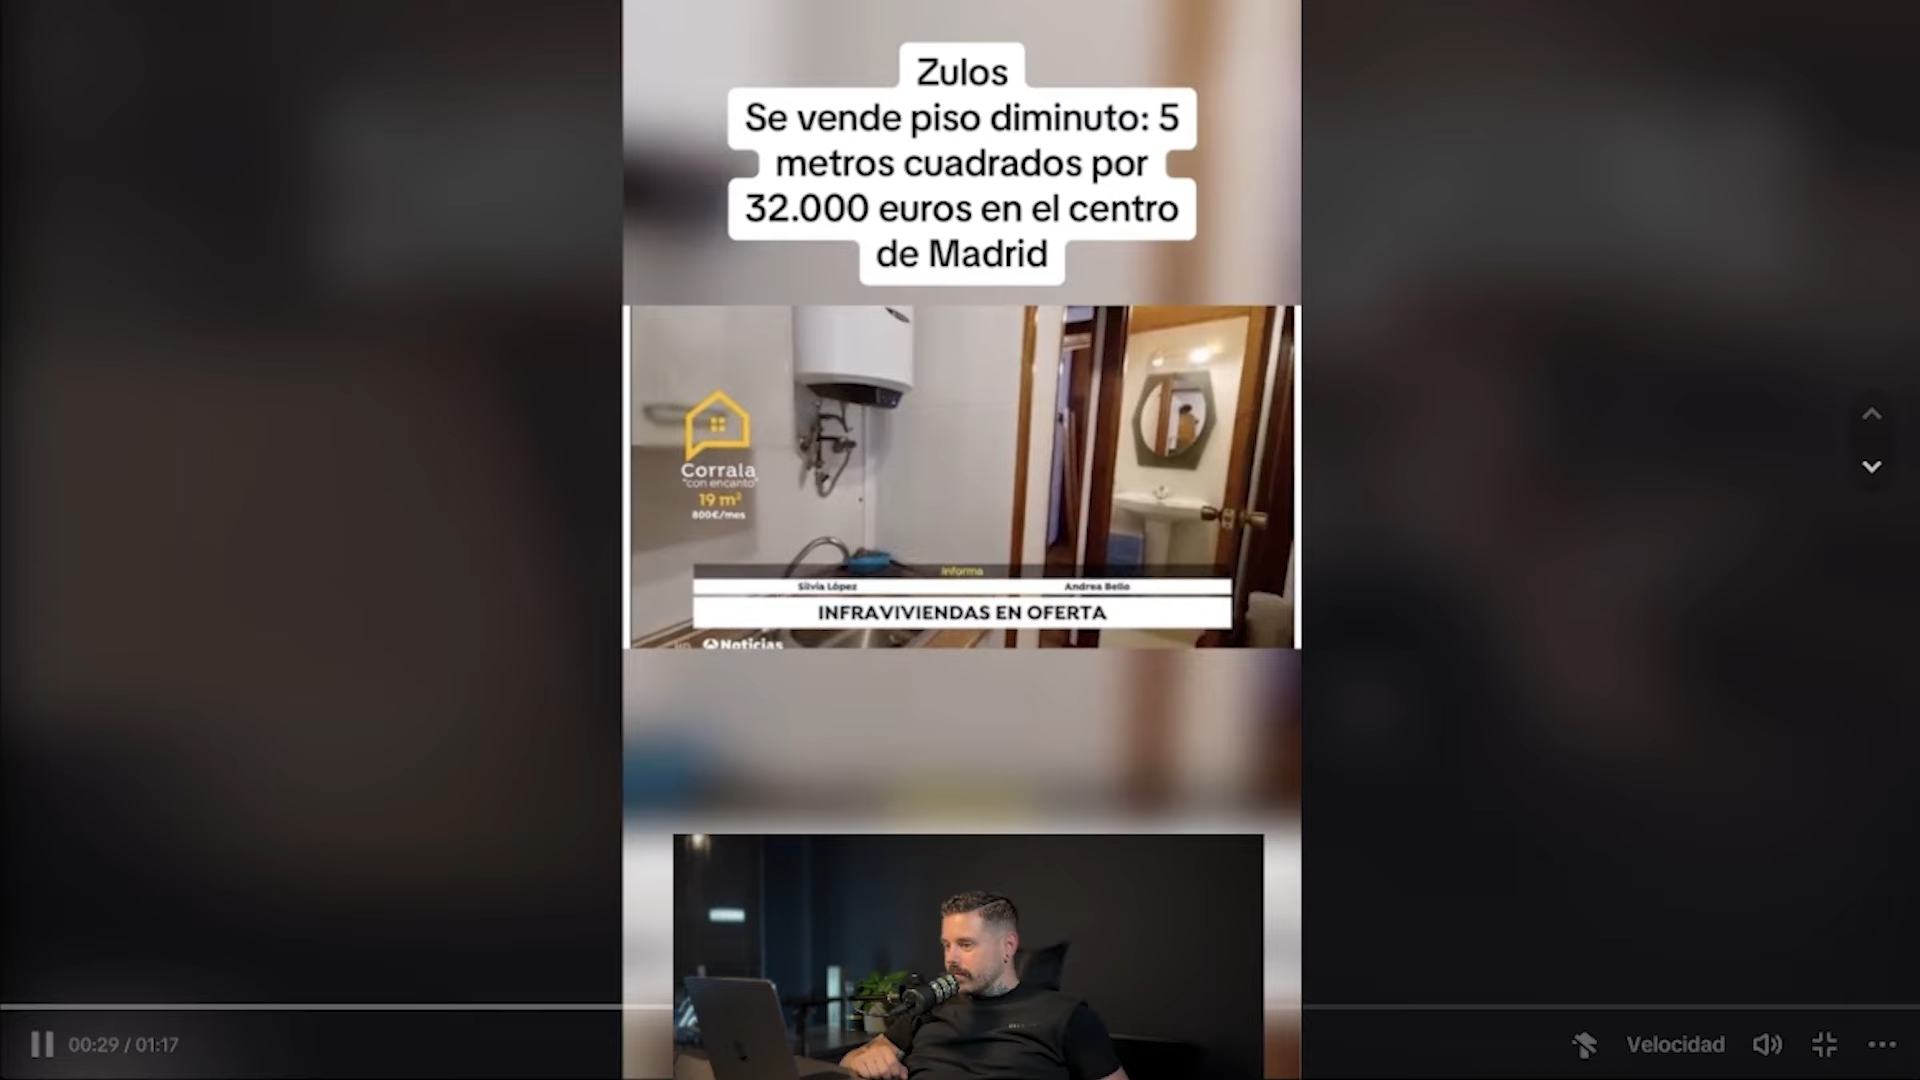 Zulos
Se vende piso diminuto: 5
metros cuadrados por
32.000 euros en el centro
de Madrid
Corrala
"con encanto"
19 m²
800€/mes
Informa
Silvia López Andrea Bello
INFRAVIVIENDAS EN OFERTA
Noticias
00:29 / 01:17
Velocidad